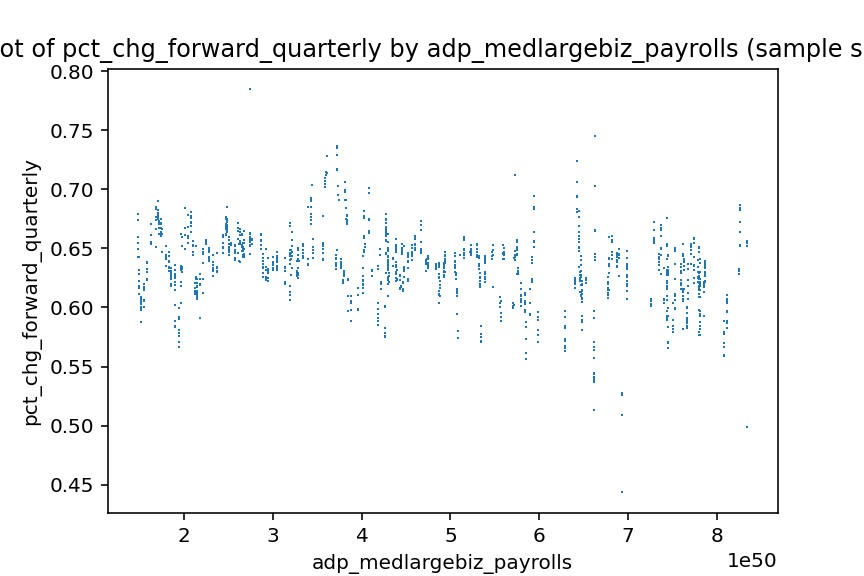 ot of pct_chg_forward_quarterly by adp_medlargebiz_payrolls (sample s
0.80
0.75
0.70
0.65
0.60
0.55
0.50
0.45
pct_chg_forward_quarterly
2 3 4 5 6 7 8
1e50
adp_medlargebiz_payrolls